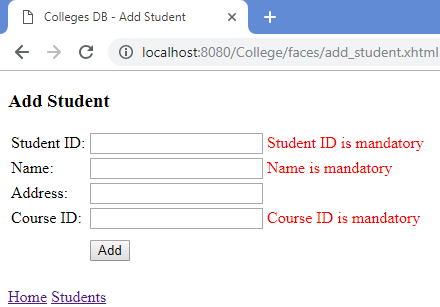 Colleges DB - Add Student
localhost:8080/College/faces/add_student.xhtml
Add Student
Student ID: Student ID is mandatory
Name: Name is mandatory
Address:
Course ID: Course ID is mandatory
Add
Home Students